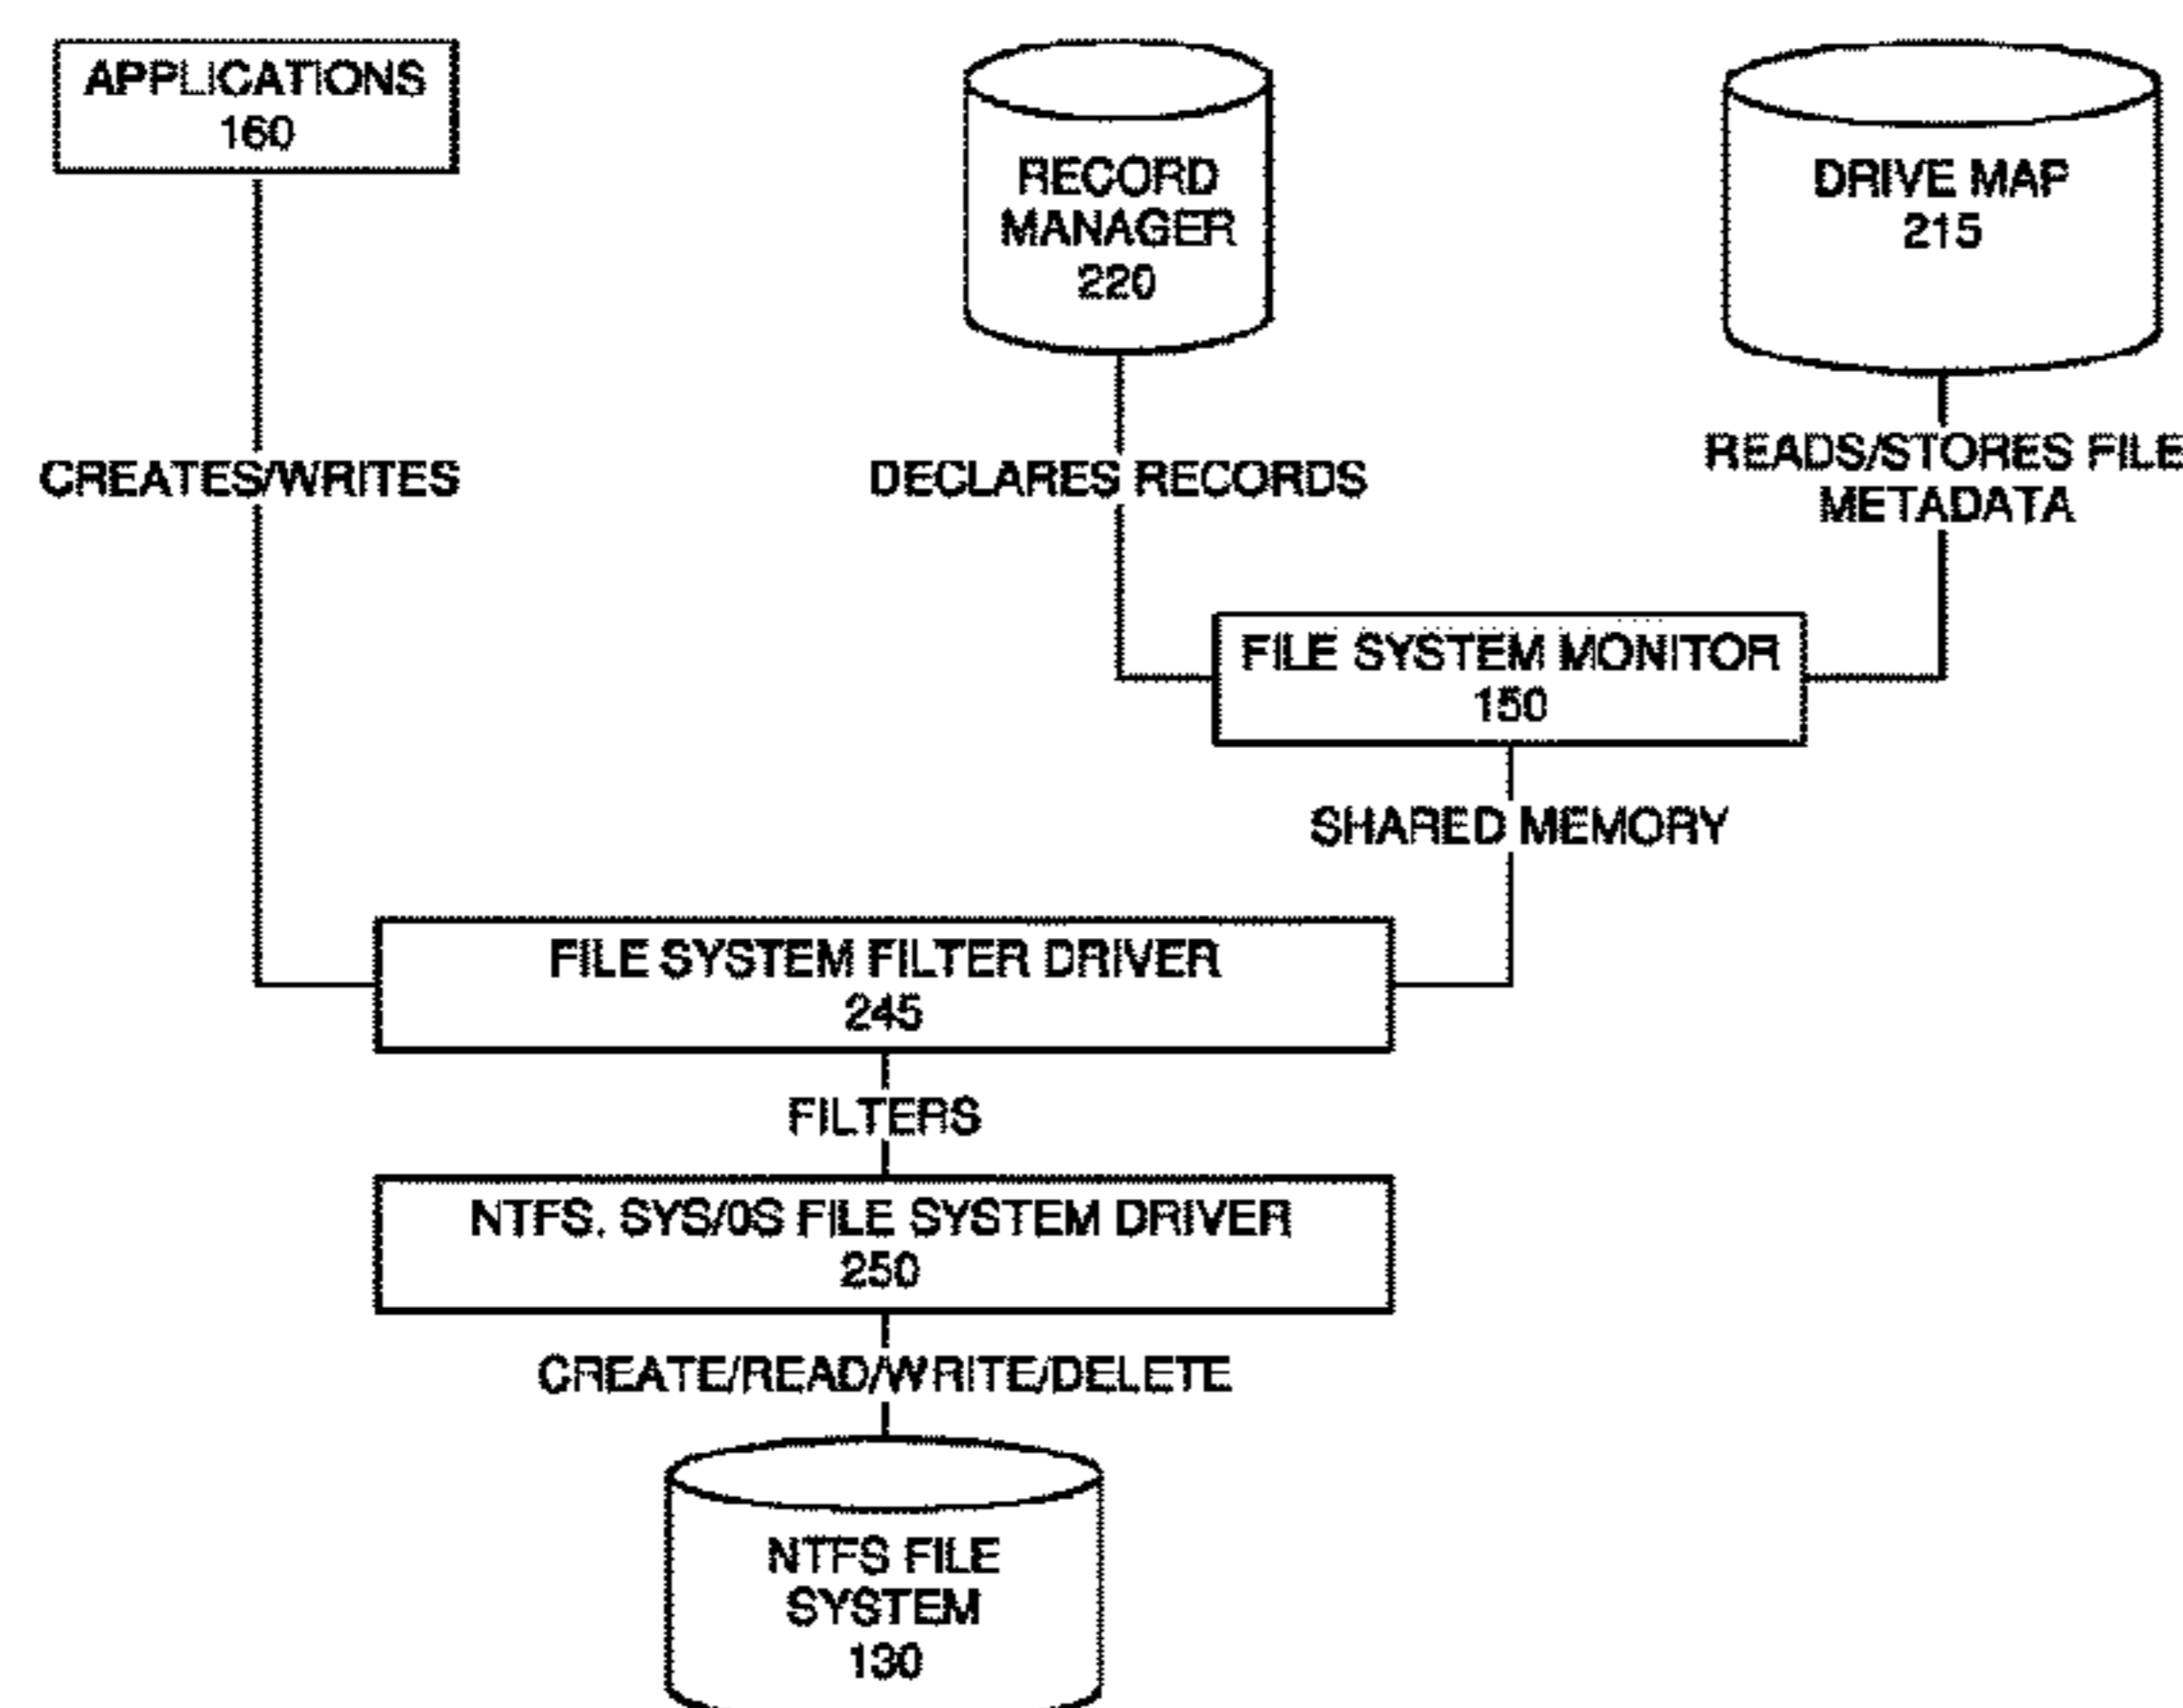 APPLICATIONS
160
RECORD
MANAGER
220
DRIVE MAP
215
CREATES/WRITES
DECLARES RECORDS
READS/STORES FILE
METADATA
FILE SYSTEM MONITOR
150
SHARED MEMORY
FILE SYSTEM FILTER DRIVER
245
FILTERS
NTFS. SYS/0S FILE SYSTEM DRIVER
250
CREATE/READ/WRITE/DELETE
NTFS FILE
SYSTEM
130